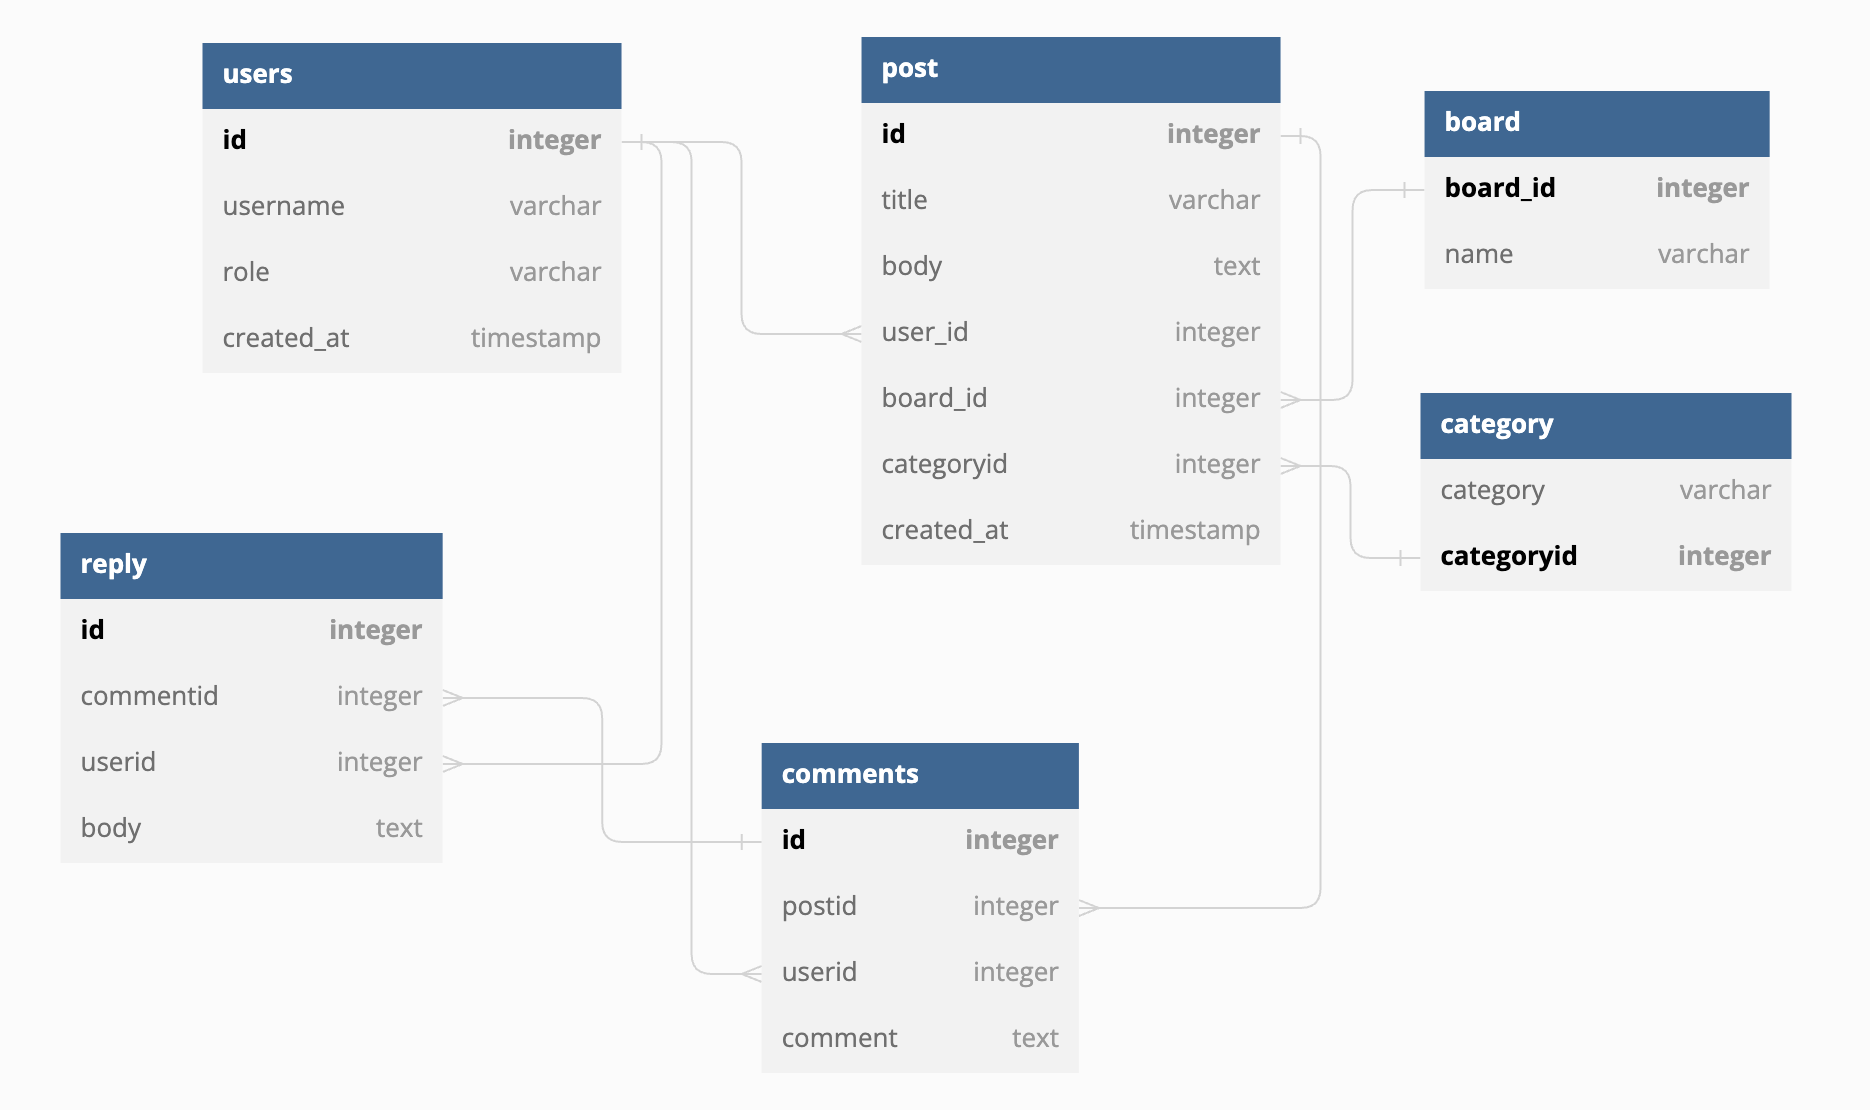 users
id integer
username varchar
role varchar
created_at timestamp
post
id integer
title varchar
body text
user_id integer
board_id integer
categoryid integer
created_at timestamp
board
board_id integer
name varchar
category
category varchar
categoryid integer
reply
id integer
commentid integer
userid integer
body text
comments
id integer
postid integer
userid integer
comment text